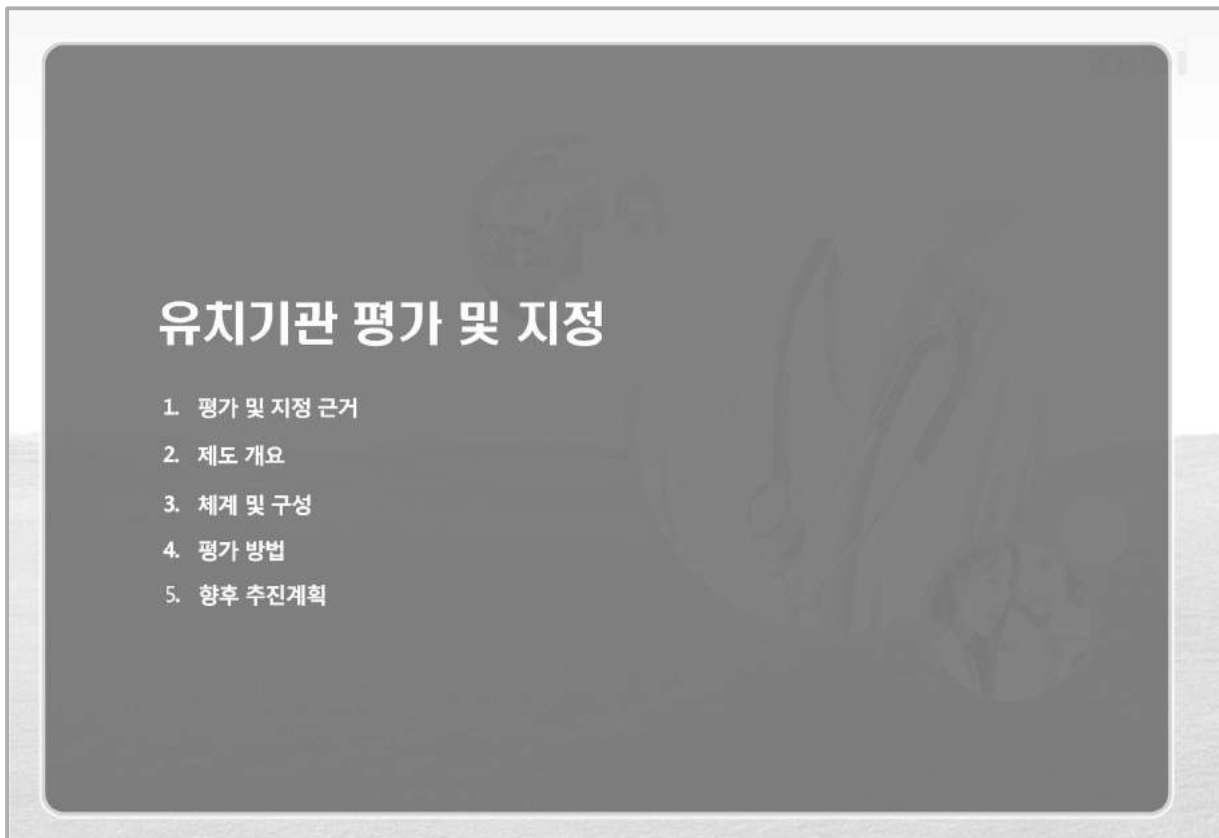 유치기관 평가 및 지정
1. 평가 및 지정 근거
2. 제도 개요
3. 체계 및 구성
4. 평가 방법
5. 향후 추진계획